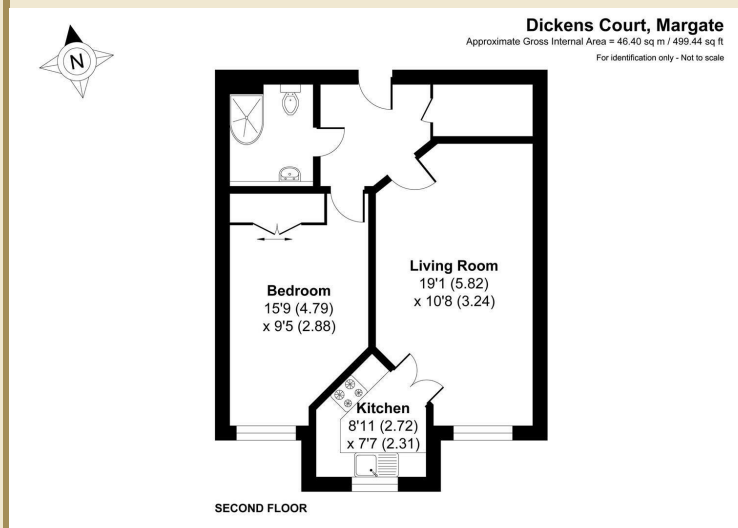 Dickens Court, Margate
Approximate Gross Internal Area = 46.40 sq m / 499.44 sq ft
For identification only - Not to scale
N
Living Room
19'1 (5.82)
x 10'8 (3.24)
Bedroom
15'9 (4.79)
x 9'5 (2.88)
Kitchen
8'11 (2.72)
x 7'7 (2.31)
SECOND FLOOR